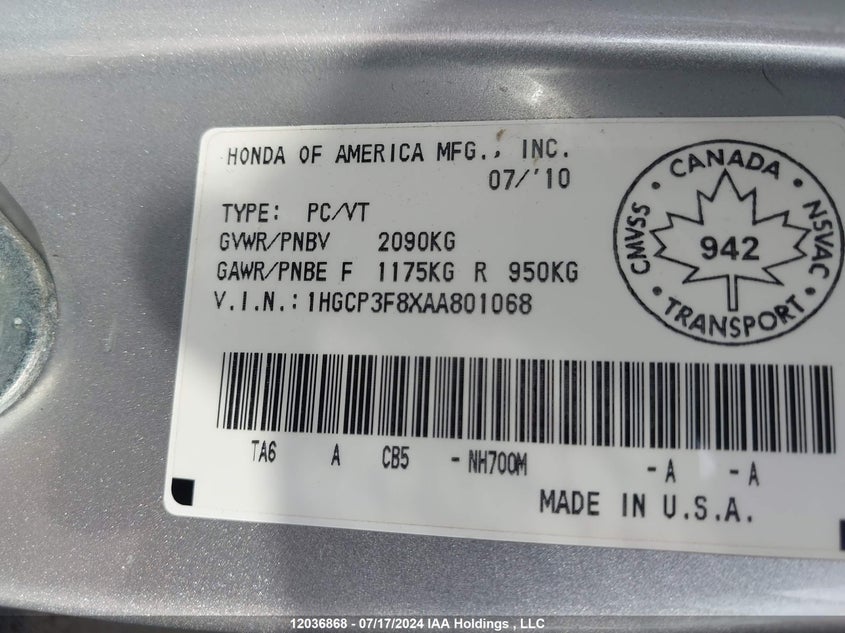 HONDA OF AMERICA MFG., INC.
07/'10
TYPE: PC/VT
GVWR/PNBV 2090KG
GAWR/PNBE F 1175KG R 950KG
V.I.N.: 1HGCP3F8XAA801068
CANADA
CMVSS 942 NSVAC
TRANSPORT
TA6 A CB5 - NH700M - A - A
MADE IN U.S.A.
12036868 - 07/17/2024 IAA Holdings , LLC